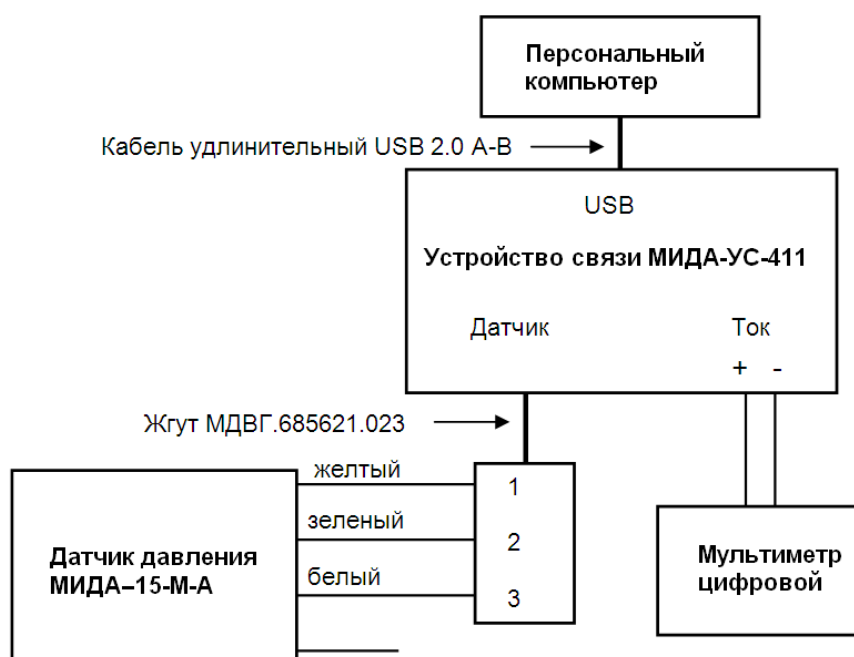 Персональный
компьютер
Кабель удлинительный USB 2.0 A-B
USB
Устройство связи МИДА-УС-411
Датчик
Ток
+ -
Жгут МДВГ.685621.023
желтый
1
зеленый
2
белый
3
Датчик давления
МИДА–15-М-А
Мультиметр
цифровой